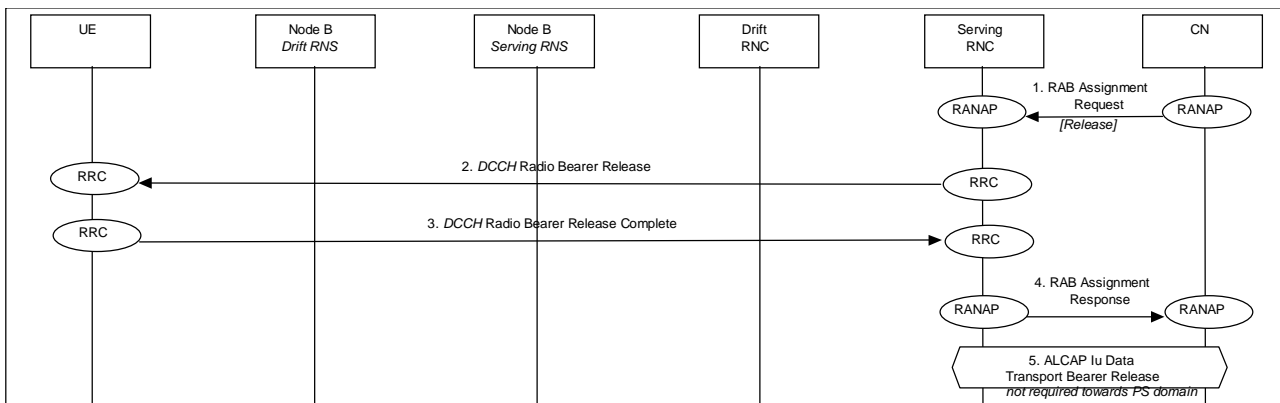 UE
Node B
Drift RNS
Node B
Serving RNS
Drift
RNC
Serving
RNC
CN
1. RAB Assignment
Request
[Release]
RANAP
RANAP
2. DCCH Radio Bearer Release
RRC
RRC
3. DCCH Radio Bearer Release Complete
RRC
RRC
4. RAB Assignment
Response
RANAP
RANAP
5. ALCAP Iu Data
Transport Bearer Release
not required towards PS domain